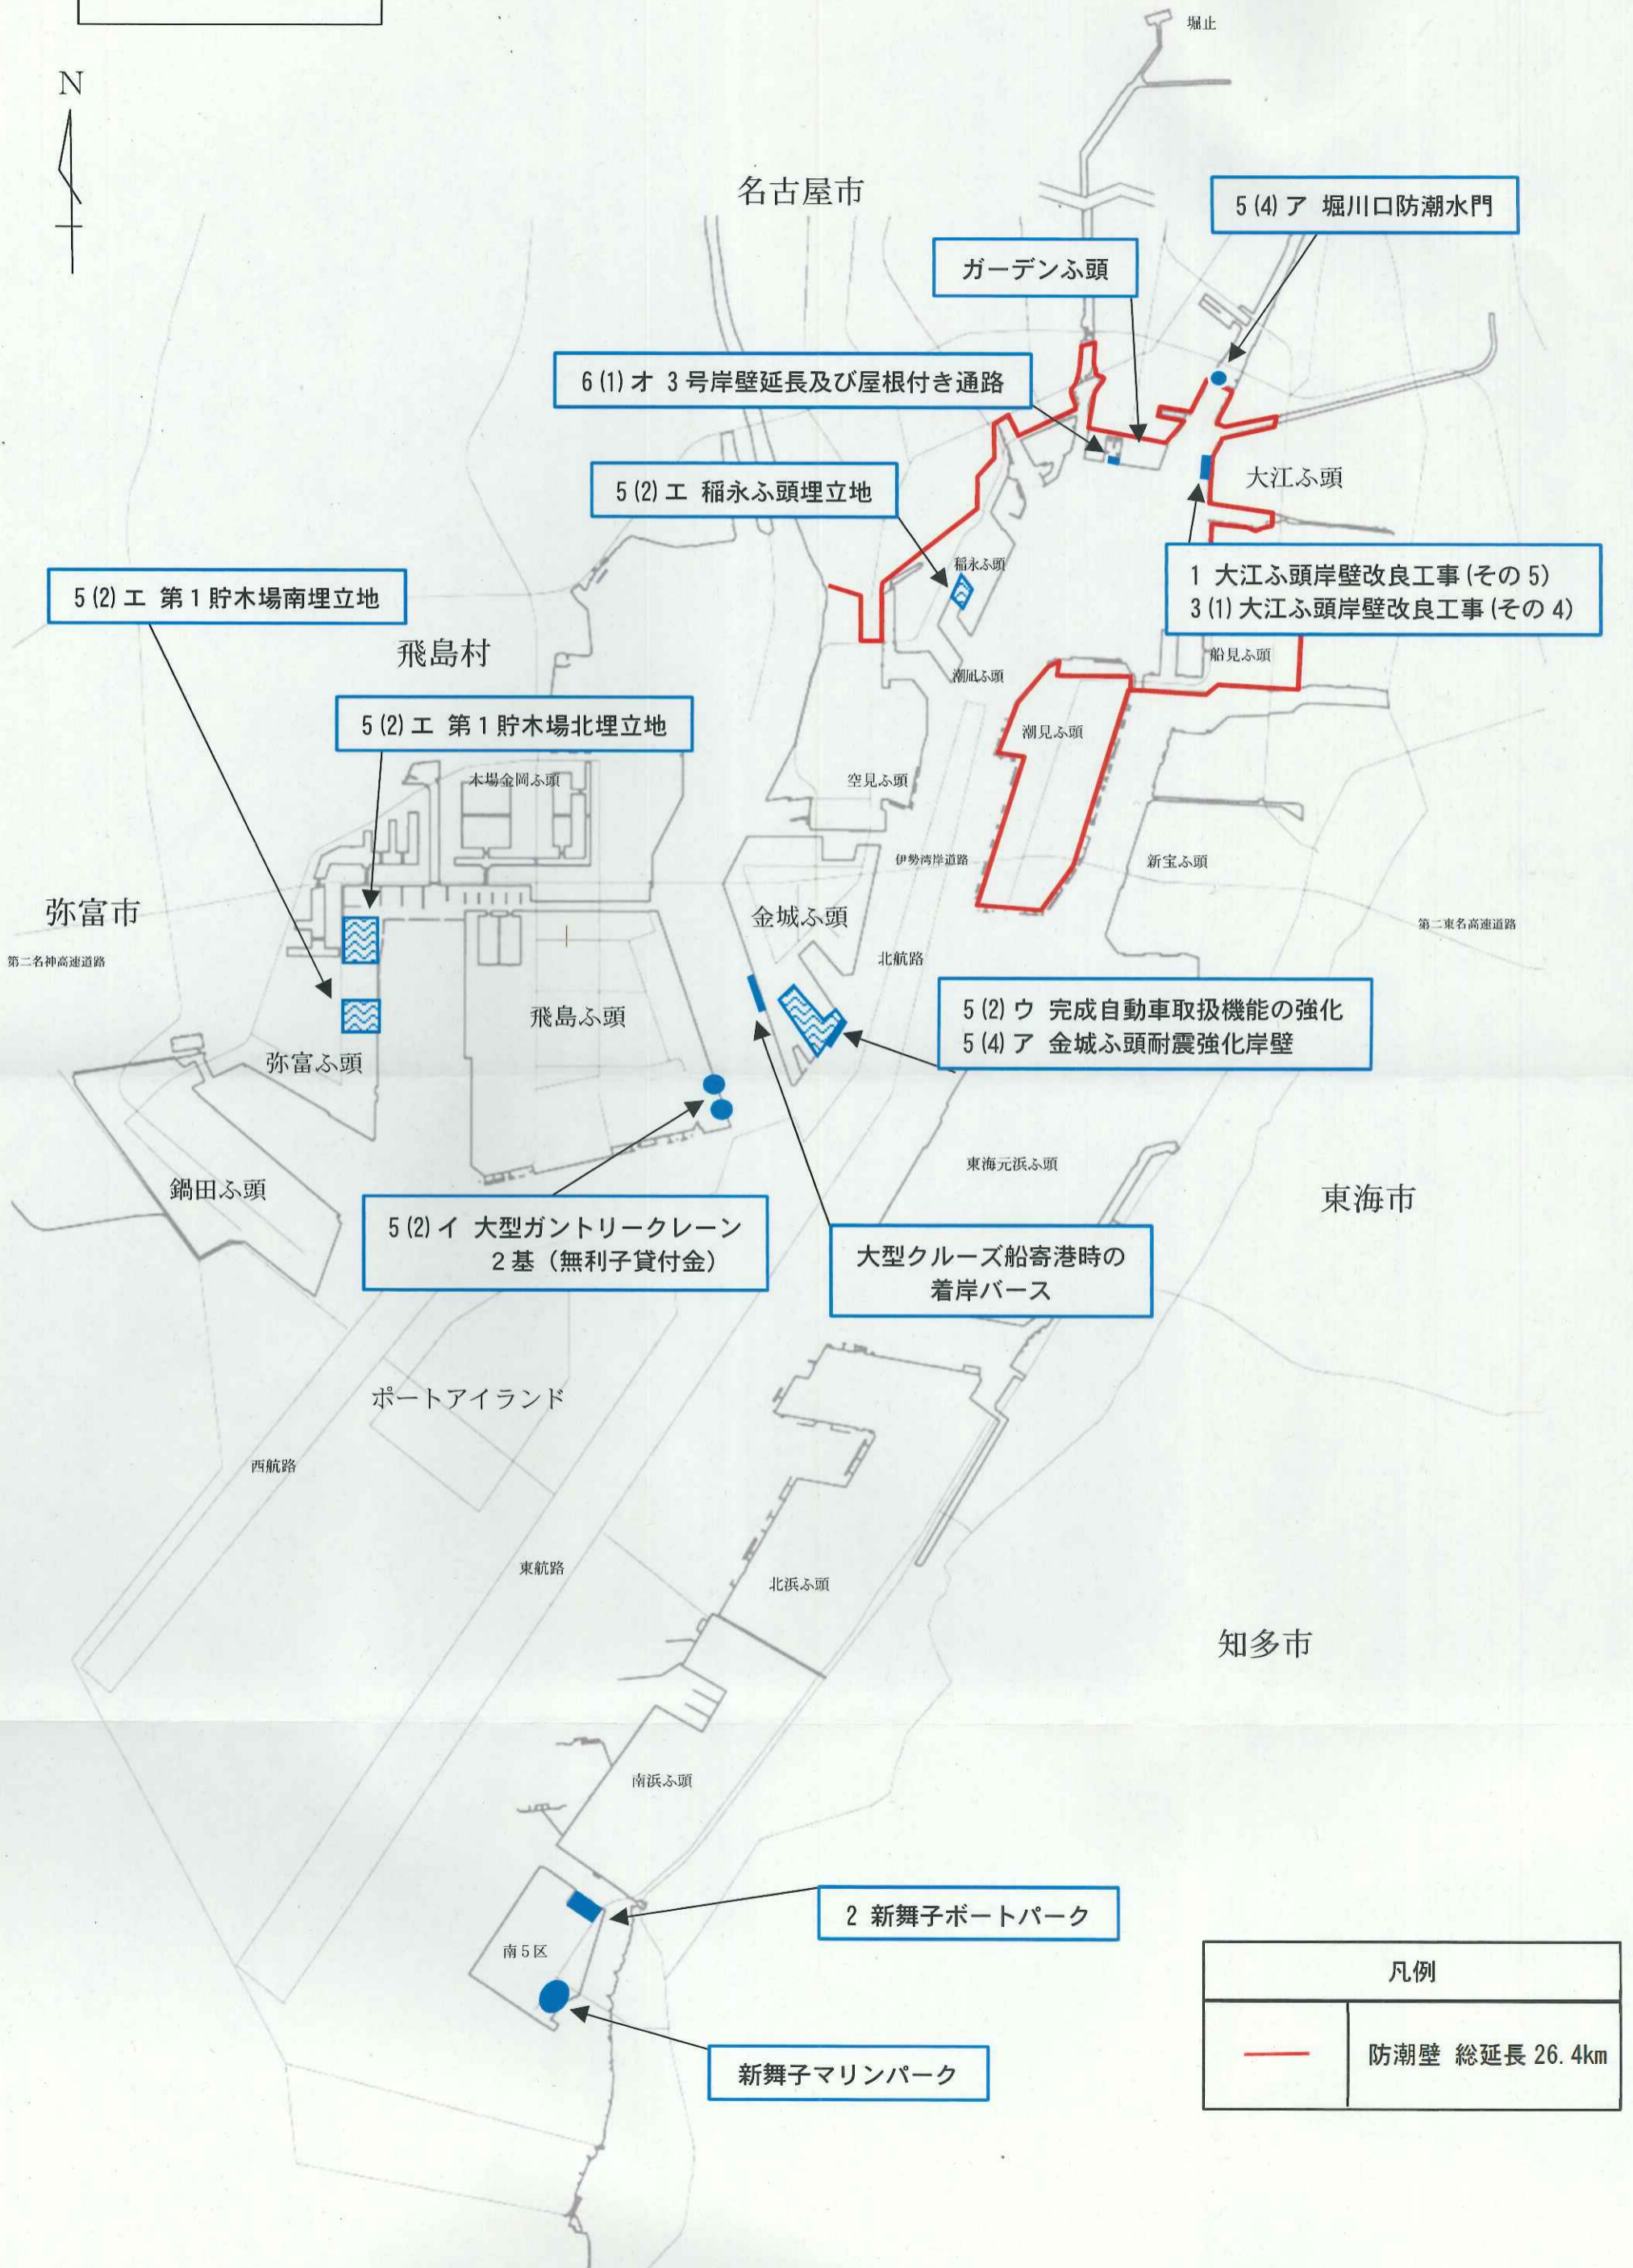 堀止
N
名古屋市
5(4)ア 堀川口防潮水門
ガーデンふ頭
6(1)オ 3号岸壁延長及び屋根付き通路
5(2)エ 稲永ふ頭埋立地
大江ふ頭
稲永ふ頭
1 大江ふ頭岸壁改良工事(その5)
3(1)大江ふ頭岸壁改良工事(その4)
5(2)エ 第1貯木場南埋立地
飛島村
船見ふ頭
潮凪ふ頭
5(2)エ 第1貯木場北埋立地
潮見ふ頭
木場金岡ふ頭
空見ふ頭
伊勢湾岸道路
新宝ふ頭
弥富市
金城ふ頭
第二東名高速道路
第二名神高速道路
北航路
5(2)ウ 完成自動車取扱機能の強化
5(4)ア 金城ふ頭耐震強化岸壁
飛島ふ頭
弥富ふ頭
東海元浜ふ頭
鍋田ふ頭
東海市
5(2)イ 大型ガントリークレーン
2基（無利子貸付金）
大型クルーズ船寄港時の
着岸バース
ポートアイランド
西航路
東航路
北浜ふ頭
知多市
南浜ふ頭
2 新舞子ボートパーク
南5区
新舞子マリンパーク
凡例
防潮壁 総延長26.4km